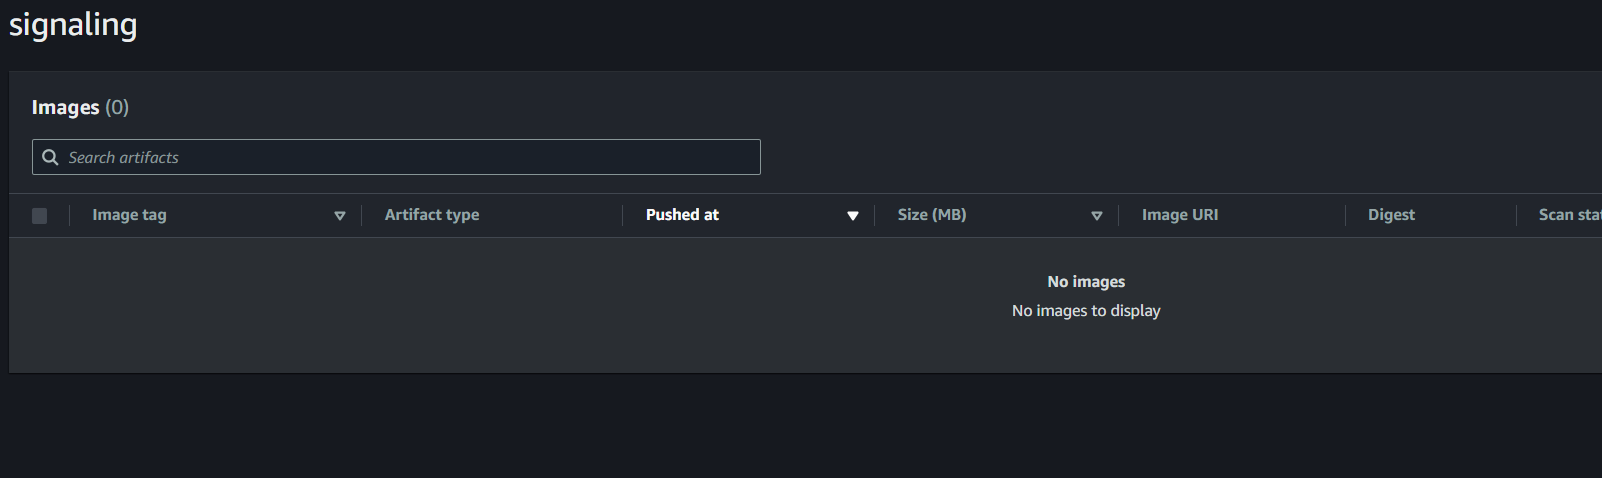 signaling
Images (0)
Search artifacts
Image tag Artifact type Pushed at Size (MB) Image URI Digest Scan
No images
No images to display